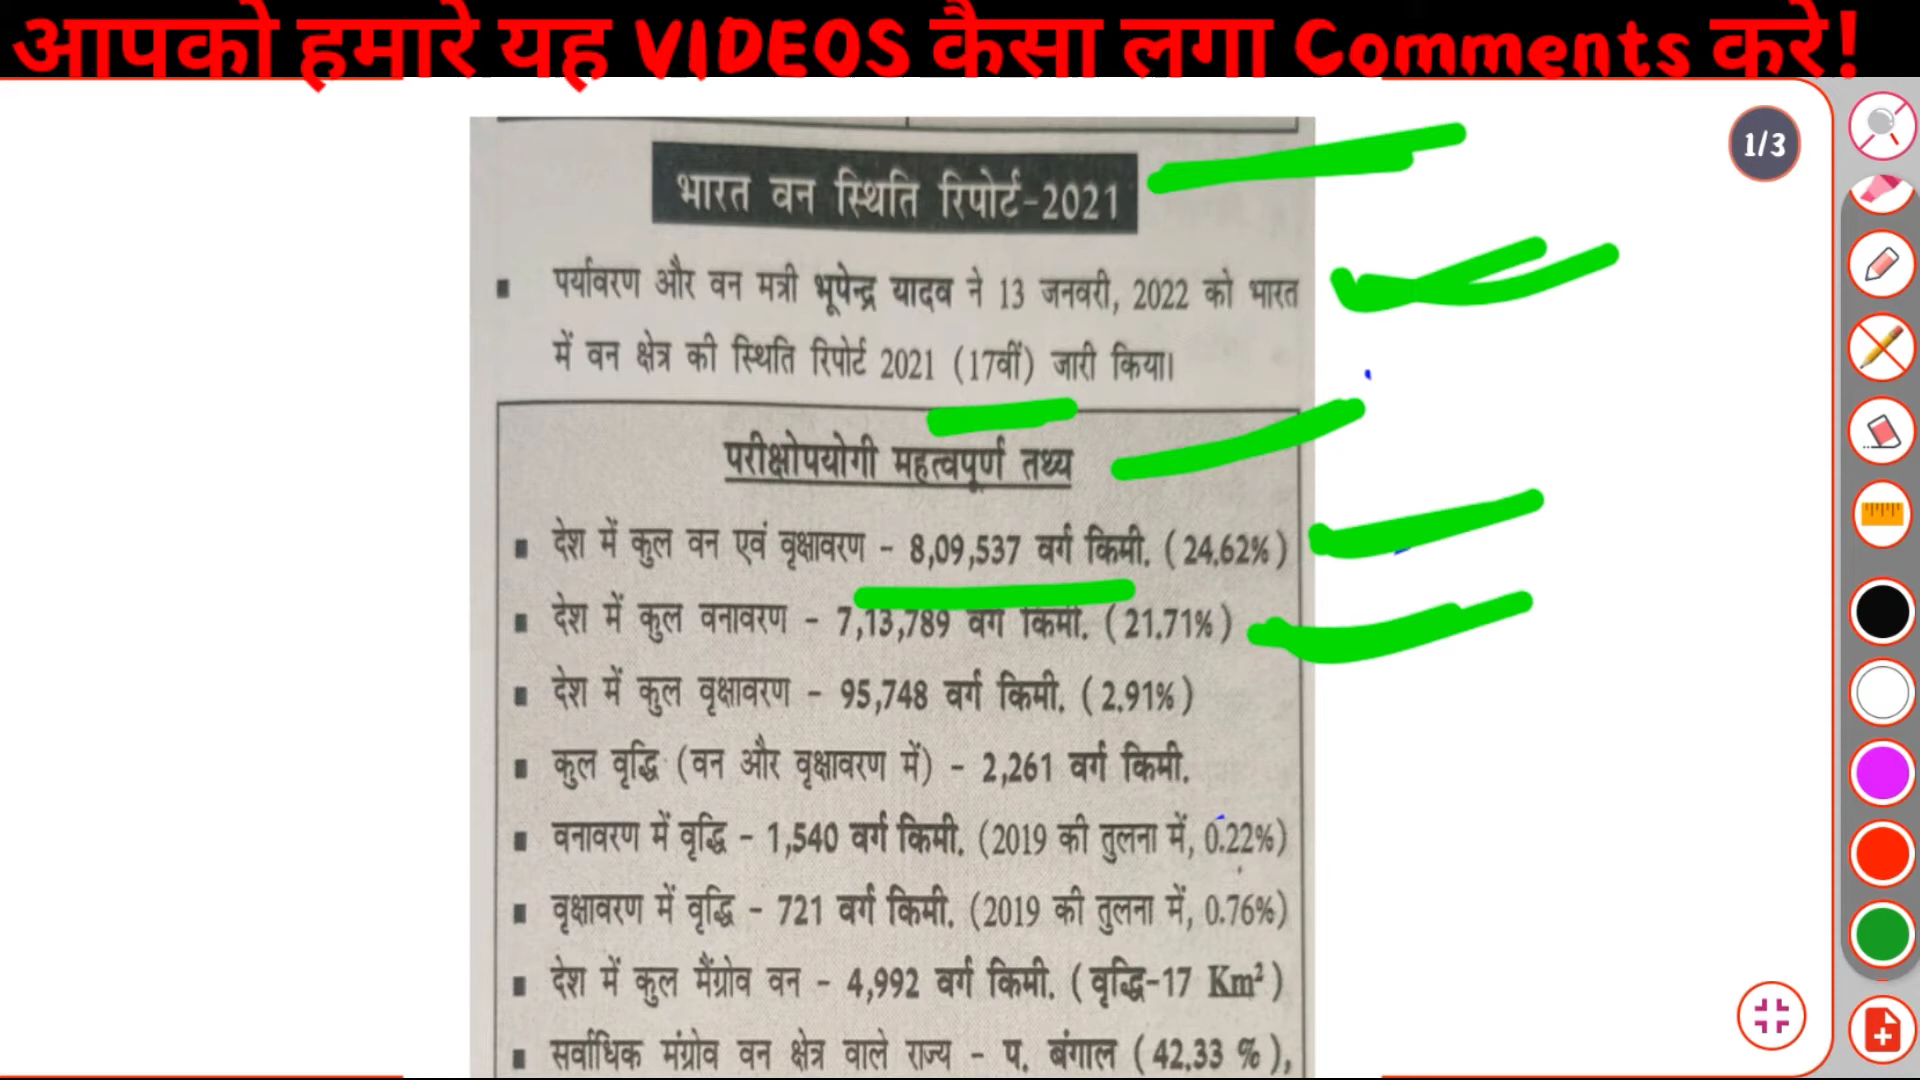 आपको हमारे यह VIDEOS कैसा लगा Comments करे!
1/3
भारत वन स्थिति रिपोर्ट-2021
▪ पर्यावरण और वन मत्री भूपेन्द्र यादव ने 13 जनवरी, 2022 को भारत
में वन क्षेत्र की स्थिति रिपोर्ट 2021 (17वीं) जारी किया।
परीक्षोपयोगी महत्वपूर्ण तथ्य
▪ देश में कुल वन एवं वृक्षावरण - 8,09,537 वर्ग किमी. (24.62%)
▪ देश में कुल वनावरण - 7,13,789 वर्ग किमी. (21.71%)
▪ देश में कुल वृक्षावरण - 95,748 वर्ग किमी. (2.91%)
▪ कुल वृद्धि (वन और वृक्षावरण में) - 2,261 वर्ग किमी.
▪ वनावरण में वृद्धि - 1,540 वर्ग किमी. (2019 की तुलना में, 0.22%)
▪ वृक्षावरण में वृद्धि - 721 वर्ग किमी. (2019 की तुलना में, 0.76%)
▪ देश में कुल मैंग्रोव वन - 4,992 वर्ग किमी. (वृद्धि-17 Km²)
▪ सर्वाधिक मंग्रोव वन क्षेत्र वाले राज्य - प. बंगाल (42.33 %),